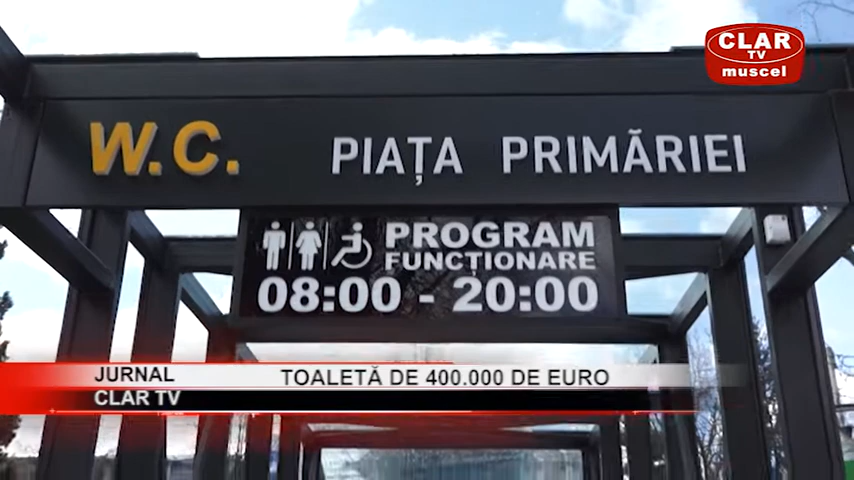 CLAR
TV
muscel
W.C. PIAȚA PRIMĂRIEI
PROGRAM
FUNCȚIONARE
08:00 - 20:00
JURNAL TOALETĂ DE 400.000 DE EURO
CLAR TV